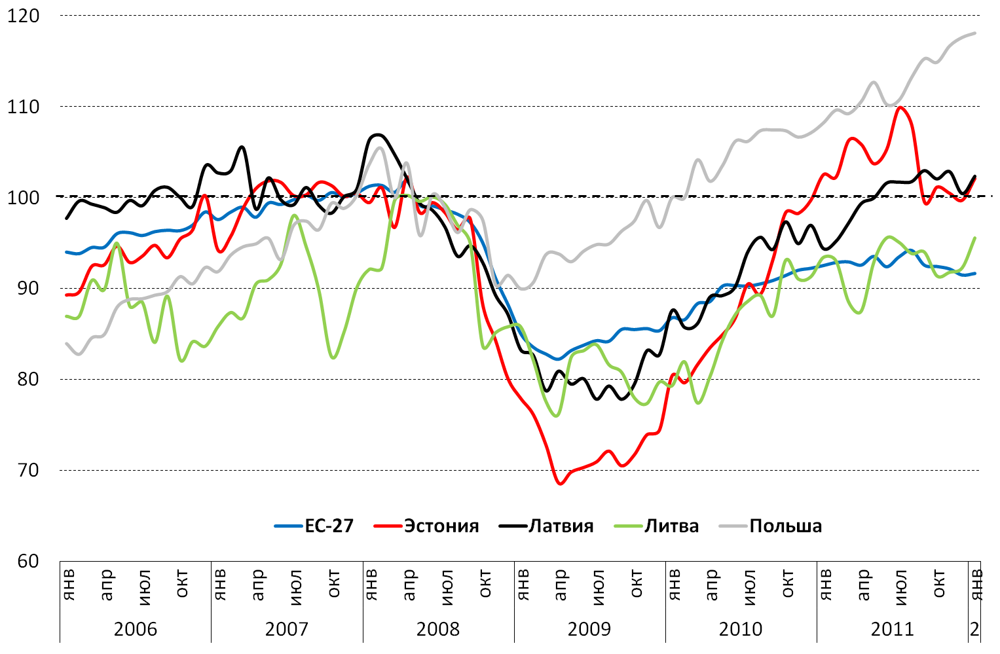 120
110
100
90
80
70
60
ЕС-27 Эстония Латвия Литва Польша
янв апр июл окт янв апр июл окт янв апр июл окт янв апр июл окт янв апр июл окт янв апр июл окт янв
2006 2007 2008 2009 2010 2011 2